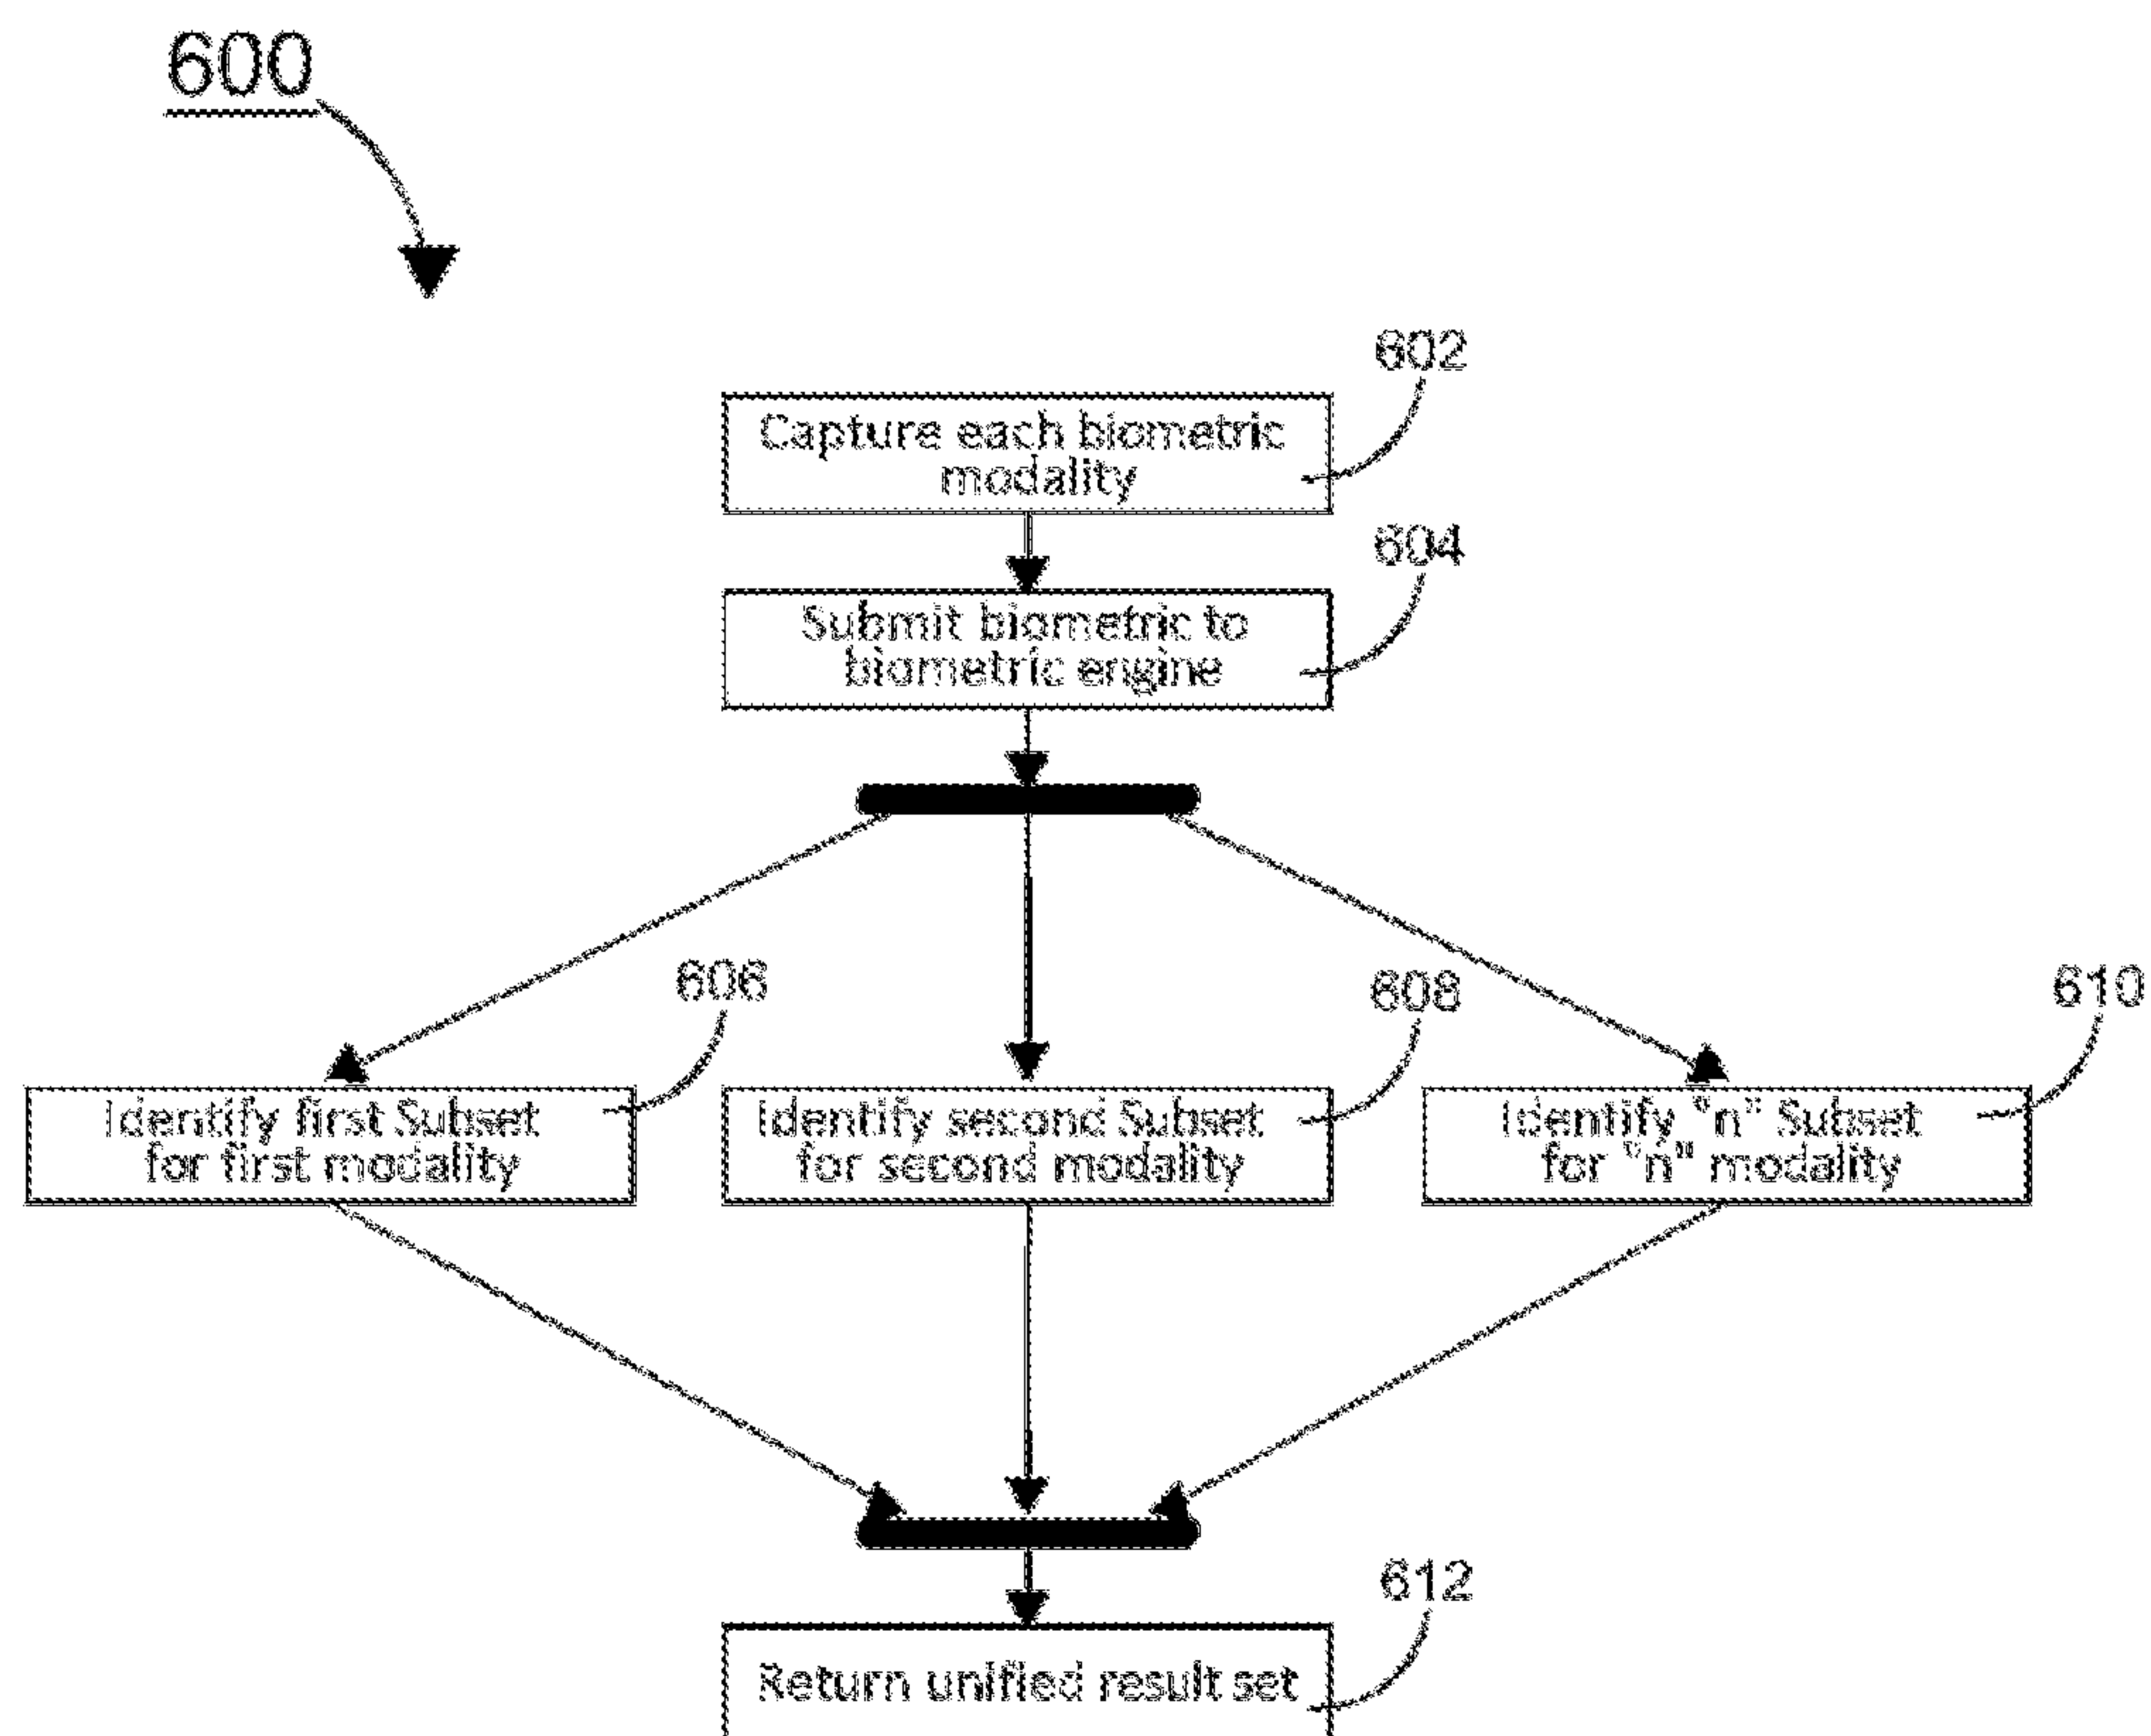 600
602
Capture each biometric
modality
604
Submit biometric to
biometric engine
606
608
610
Identify first Subset
for first modality
Identify second Subset
for second modality
Identify "n" Subset
for "n" modality
612
Return unified result set